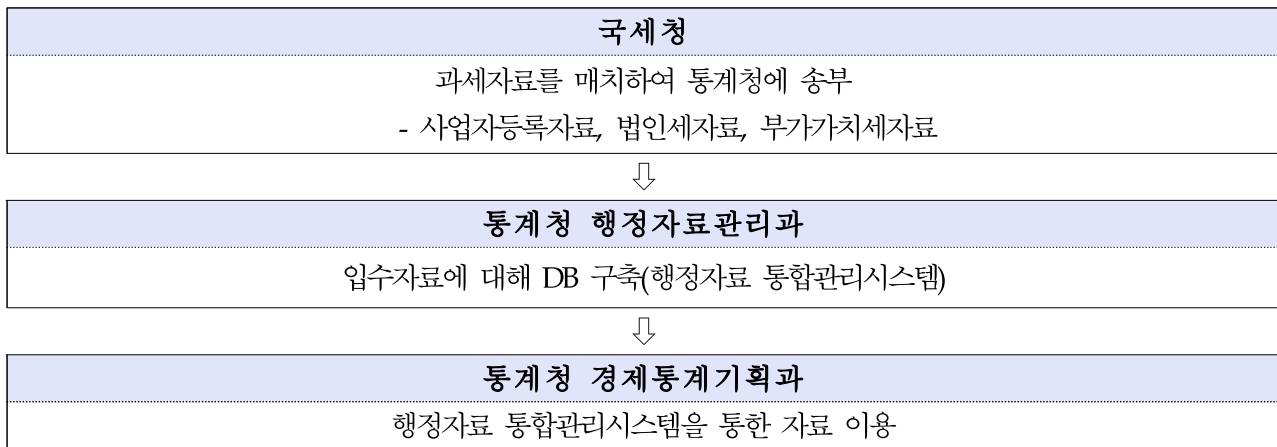 국세청
과세자료를 매치하여 통계청에 송부
- 사업자등록자료, 법인세자료, 부가가치세자료
⇩
통계청 행정자료관리과
입수자료에 대해 DB 구축(행정자료 통합관리시스템)
⇩
통계청 경제통계기획과
행정자료 통합관리시스템을 통한 자료 이용